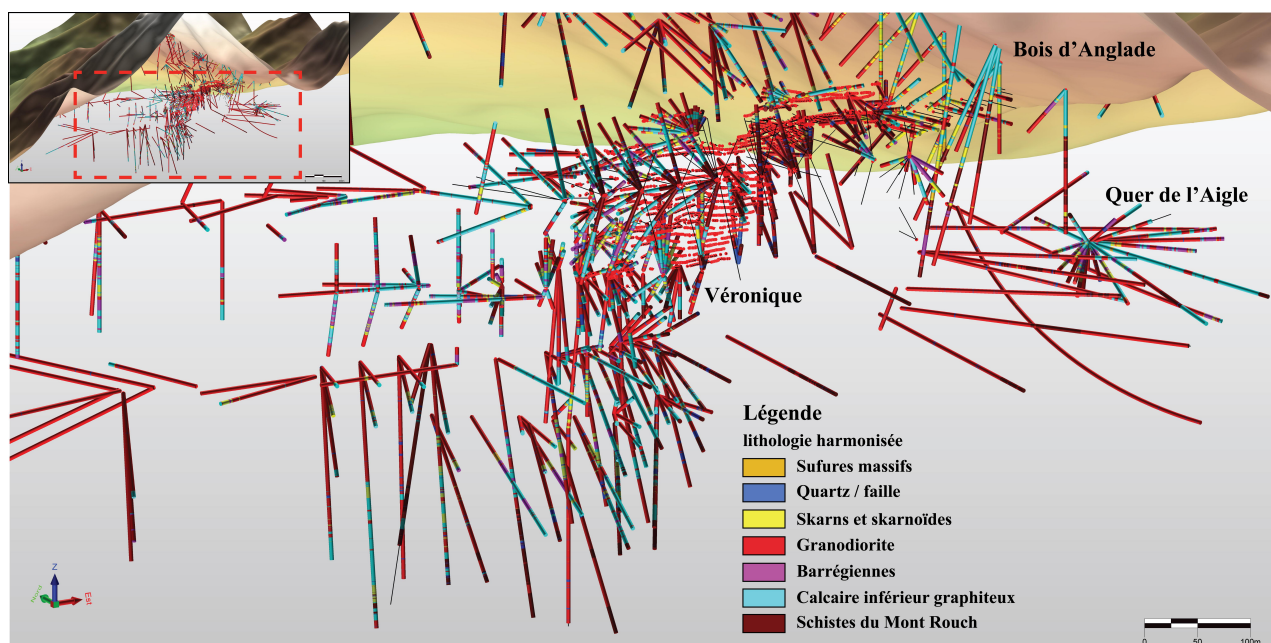 Bois d’Anglade
Quer de l’Aigle
Véronique
Légende
lithologie harmonisée
Sufures massifs
Quartz / faille
Skarns et skarnoïdes
Granodiorite
Barrégiennes
Calcaire inférieur graphiteux
Schistes du Mont Rouch
Z
Est
0 50 100m